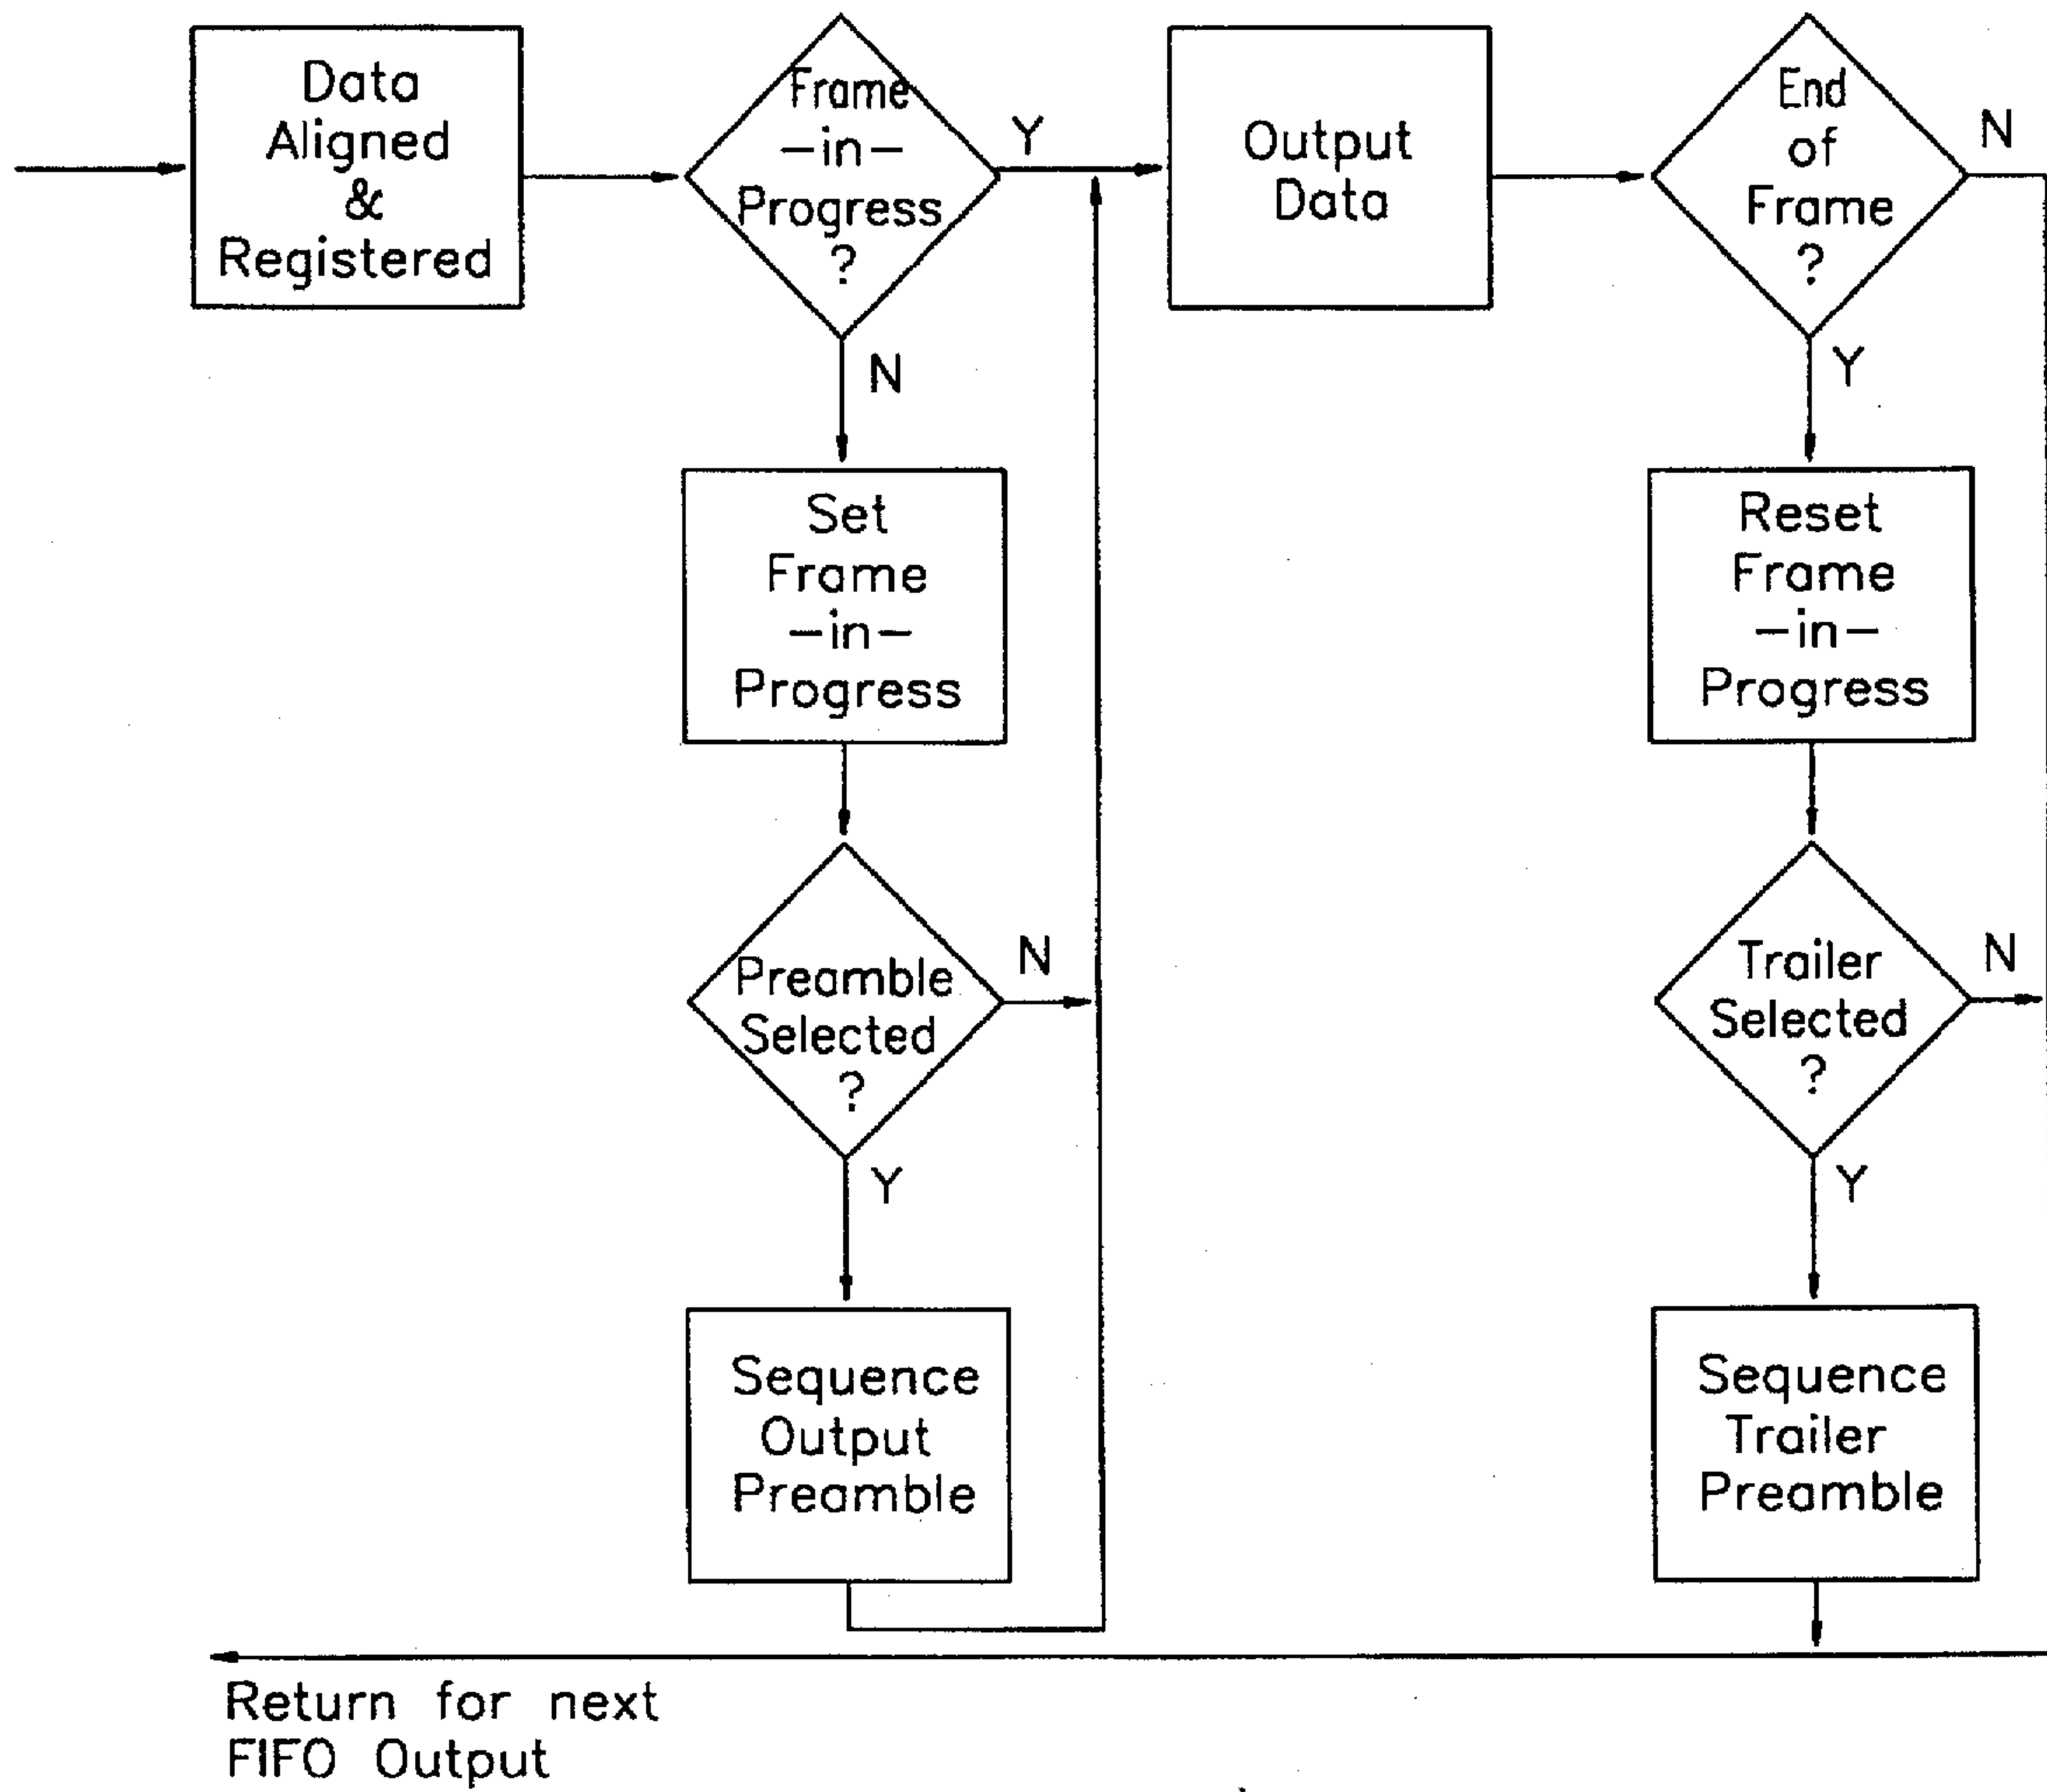 Data
Aligned
&
Registered
Frame
-in-
Progress
?
Y
N
Output
Data
End
of
Frame
?
N
Y
Set
Frame
-in-
Progress
Reset
Frame
-in-
Progress
Preamble
Selected
?
N
Y
Trailer
Selected
?
N
Y
Sequence
Output
Preamble
Sequence
Trailer
Preamble
Return for next
FIFO Output